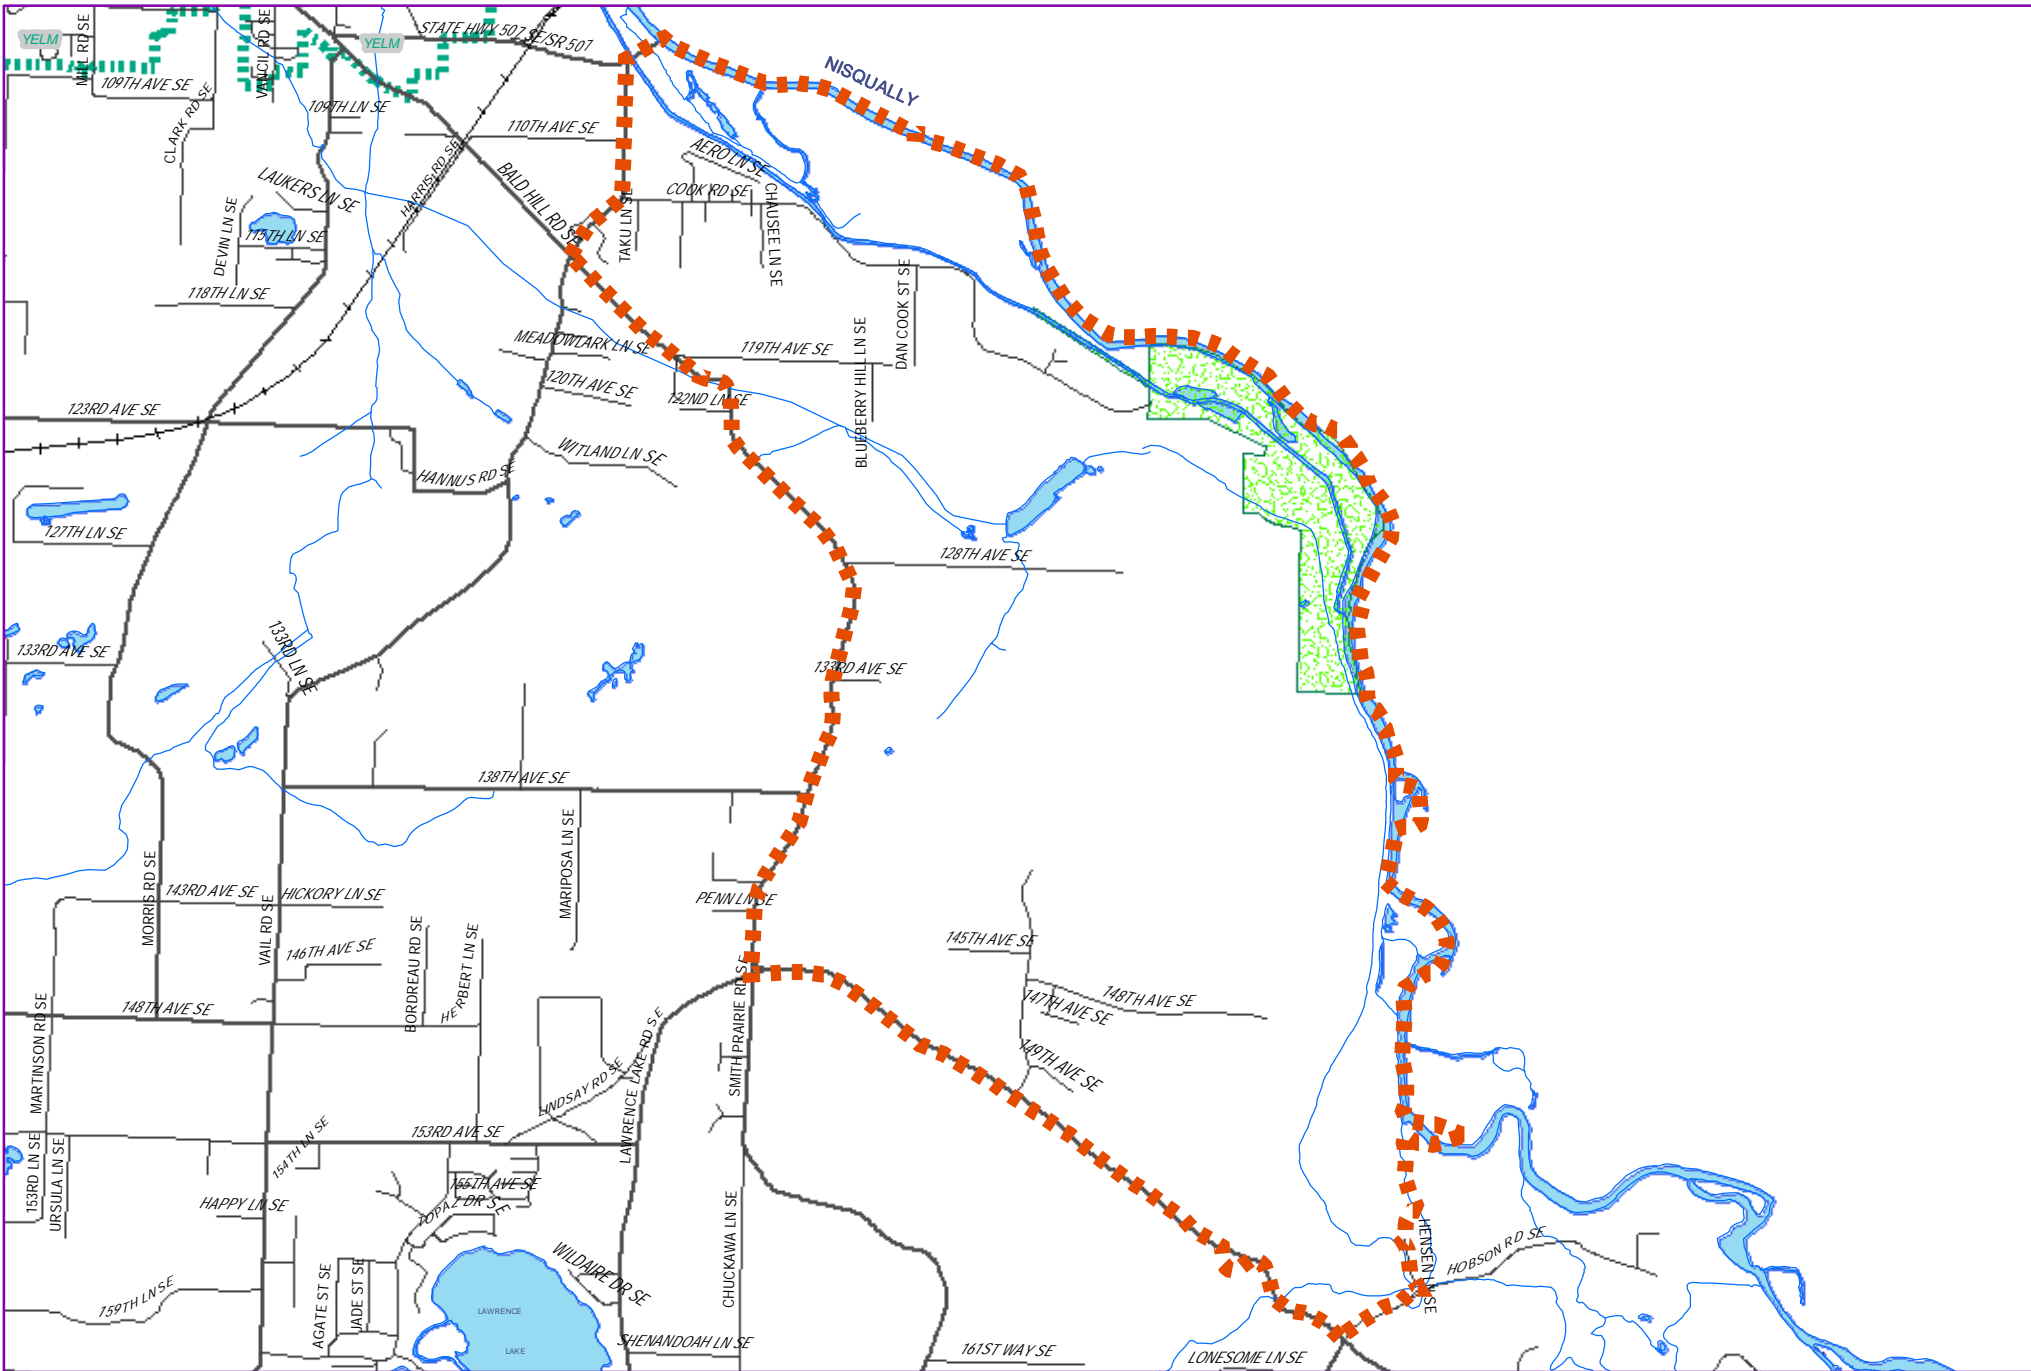 YELM
YELM
MILL RD SE
VANCIL RD SE
STATE HWY 507 SE/SR 507
NISQUALLY
109TH AVE SE
CLARK RD SE
109TH LN SE
110TH AVE SE
HARRIS RD SE
AERO LN SE
BALD HILL RD SE
LAUKERS LN SE
COOK RD SE
CHAUSEE LN SE
TAKU LN SE
DEVIN LN SE
115TH LN SE
118TH LN SE
DAN COOK ST SE
MEADOWLARK LN SE
119TH AVE SE
BLUEBERRY HILL LN SE
120TH AVE SE
122ND LN SE
123RD AVE SE
WITLAND LN SE
HANNUS RD SE
127TH LN SE
128TH AVE SE
133RD AVE SE
133RD LN SE
133RD AVE SE
138TH AVE SE
MARIPOSA LN SE
MORRIS RD SE
143RD AVE SE
HICKORY LN SE
PENN LN SE
VAIL RD SE
146TH AVE SE
BORDREAU RD SE
HERBERT LN SE
145TH AVE SE
148TH AVE SE
147TH AVE SE
148TH AVE SE
149TH AVE SE
MARTINSON RD SE
SMITH PRAIRIE RD SE
LAWRENCE LAKE RD SE
LINDSAY RD SE
153RD AVE SE
154TH LN SE
153RD LN SE
URSULA LN SE
155TH AVE SE
TOPAZ DR SE
HAPPY LN SE
CHUCKAWA LN SE
HENSEN LN SE
HOBSON RD SE
WILDAIRE DR SE
159TH LN SE
AGATE ST SE
JADE ST SE
LAWRENCE
LAKE
SHENANDOAH LN SE
161ST WAY SE
LONESOME LN SE